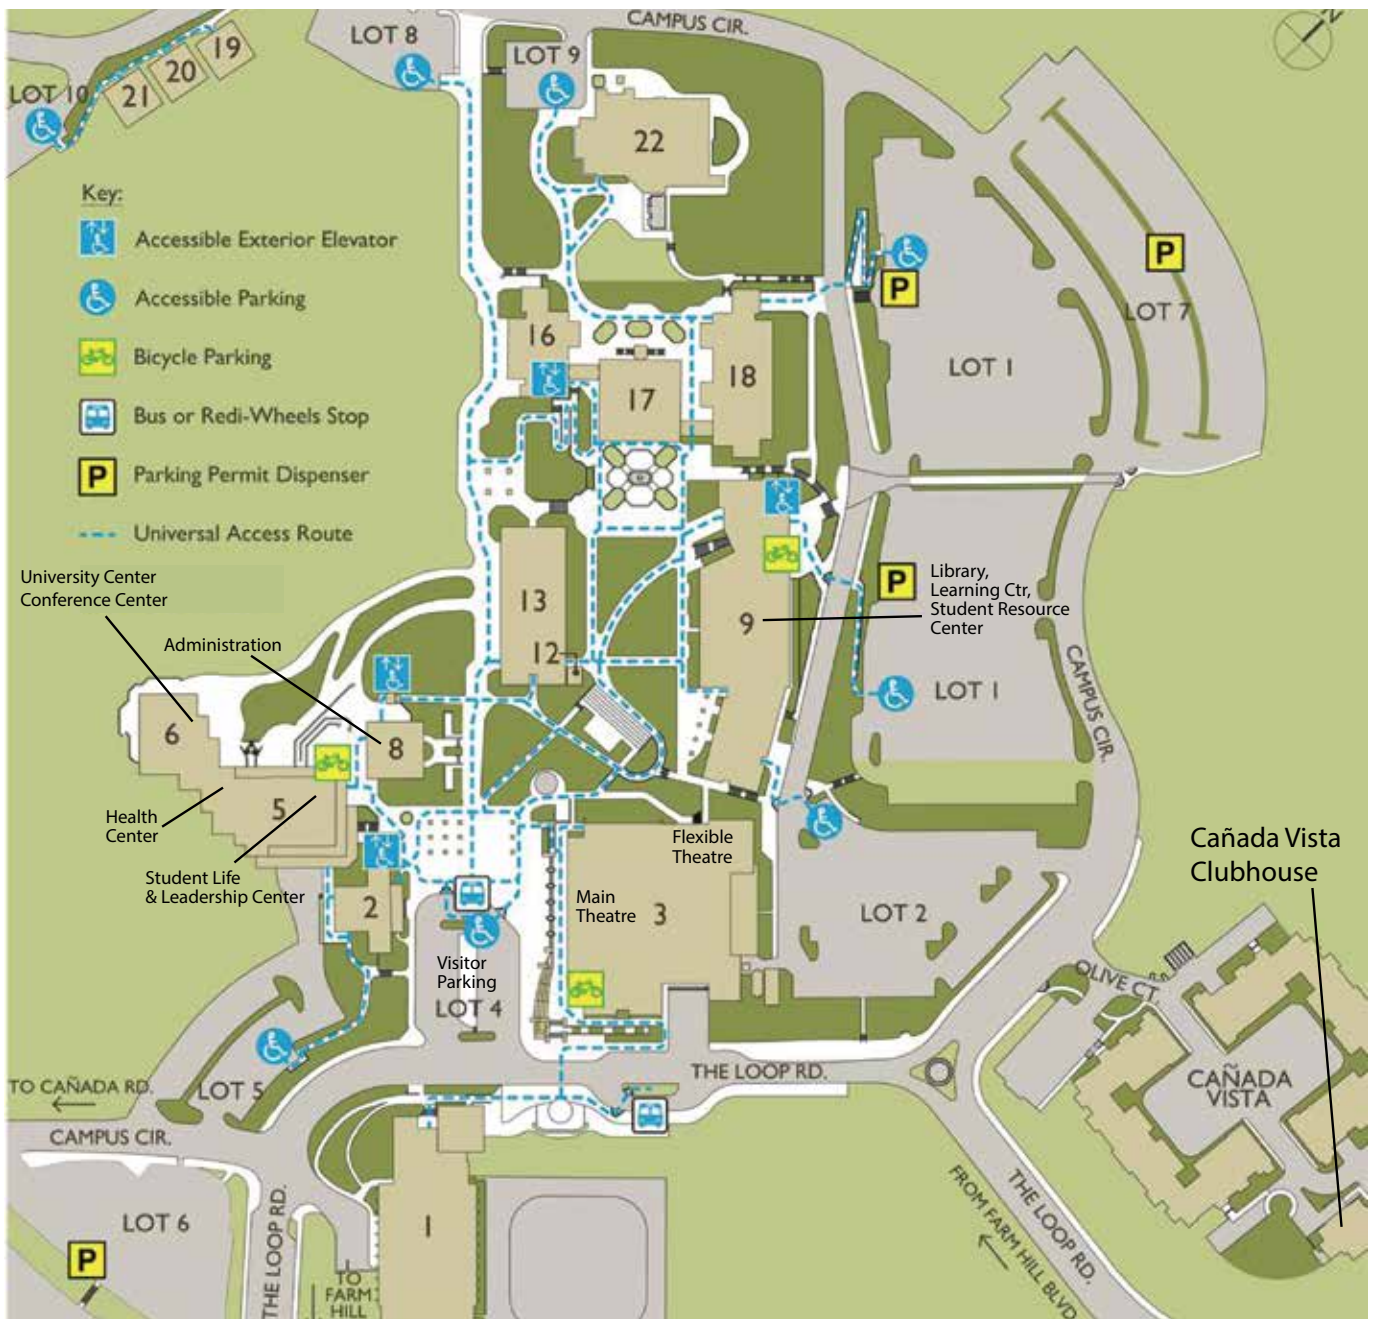 CAMPUS CIR.
LOT 8
LOT 9
19
20
21
LOT 10
22
Key:
Accessible Exterior Elevator
Accessible Parking
Bicycle Parking
Bus or Redi-Wheels Stop
P
Parking Permit Dispenser
Universal Access Route
P
LOT 7
P
LOT 1
16
17
18
University Center
Conference Center
Administration
13
12
9
P
Library,
Learning Ctr,
Student Resource
Center
LOT 1
CAMPUS CIR.
6
8
5
Health
Center
Student Life
& Leadership Center
2
Flexible
Theatre
Main
Theatre
3
Visitor
Parking
LOT 4
LOT 2
Cañada Vista
Clubhouse
OLIVE CT.
CAÑADA
VISTA
THE LOOP RD.
LOT 5
TO CAÑADA RD.
CAMPUS CIR.
LOT 6
P
THE LOOP RD.
TO
FARM
HILL
1
FROM FARM HILL BLVD.
THE LOOP RD.